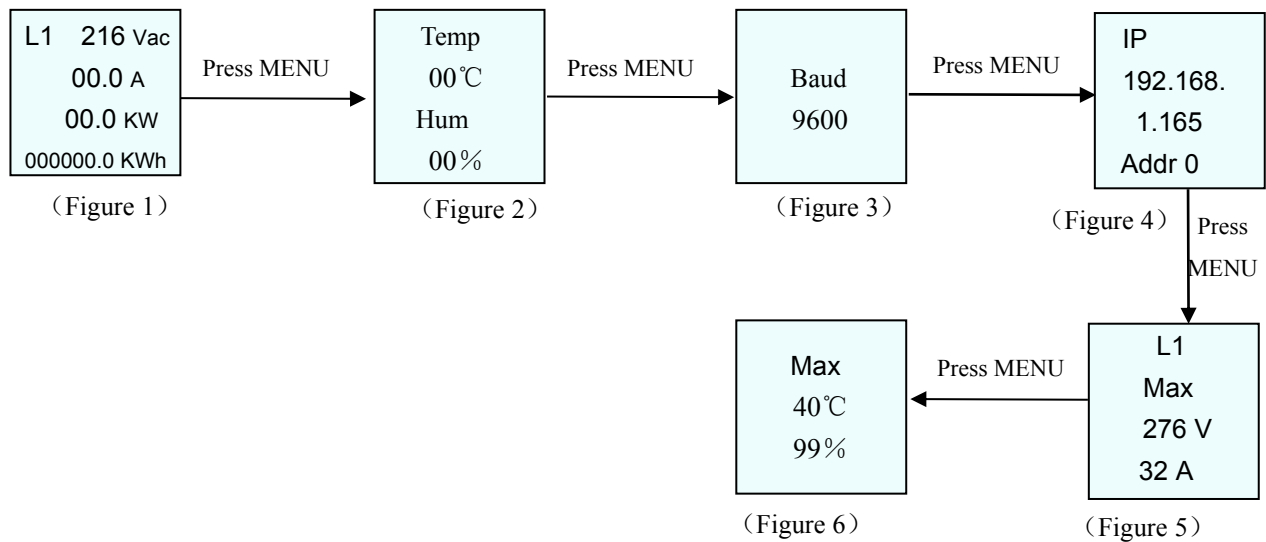 L1 216 Vac
00.0 A
00.0 KW
000000.0 KWh
（Figure 1）
Press MENU
Temp
00℃
Hum
00％
（Figure 2）
Press MENU
Baud
9600
（Figure 3）
Press MENU
IP
192.168.
1.165
Addr 0
（Figure 4）
Press
MENU
L1
Max
276 V
32 A
（Figure 5）
Press MENU
Max
40℃
99％
（Figure 6）